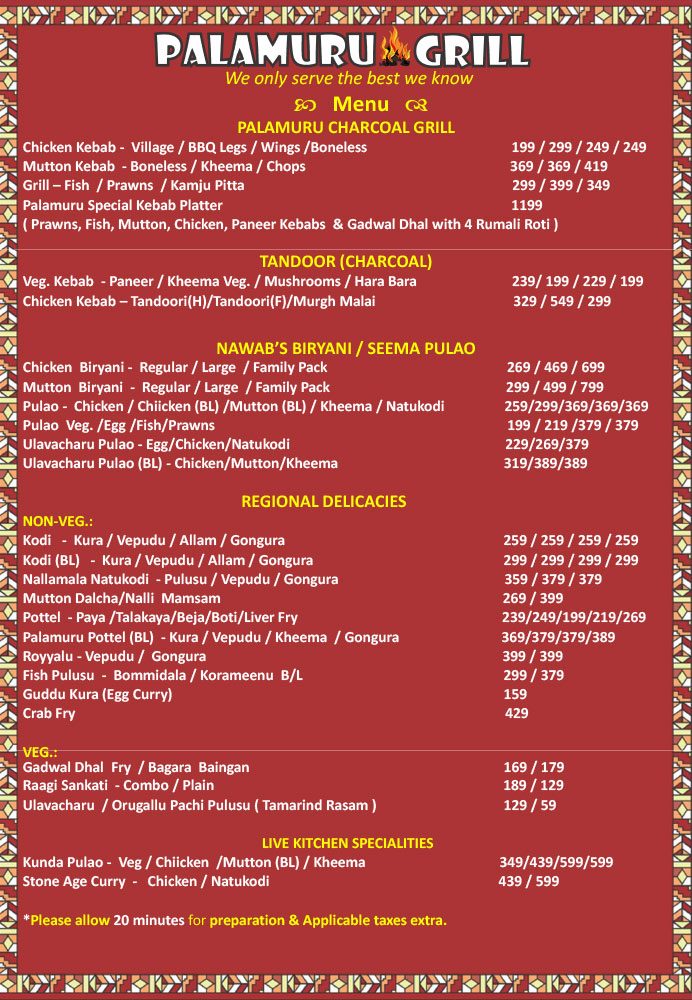 PALAMURU GRILL
We only serve the best we know
Menu
PALAMURU CHARCOAL GRILL
Chicken Kebab - Village / BBQ Legs / Wings /Boneless 199 / 299 / 249 / 249
Mutton Kebab - Boneless / Kheema / Chops 369 / 369 / 419
Grill – Fish / Prawns / Kamju Pitta 299 / 399 / 349
Palamuru Special Kebab Platter 1199
( Prawns, Fish, Mutton, Chicken, Paneer Kebabs & Gadwal Dhal with 4 Rumali Roti )
TANDOOR (CHARCOAL)
Veg. Kebab - Paneer / Kheema Veg. / Mushrooms / Hara Bara 239/ 199 / 229 / 199
Chicken Kebab – Tandoori(H)/Tandoori(F)/Murgh Malai 329 / 549 / 299
NAWAB'S BIRYANI / SEEMA PULAO
Chicken Biryani - Regular / Large / Family Pack 269 / 469 / 699
Mutton Biryani - Regular / Large / Family Pack 299 / 499 / 799
Pulao - Chicken / Chiicken (BL) /Mutton (BL) / Kheema / Natukodi 259/299/369/369/369
Pulao Veg. /Egg /Fish/Prawns 199 / 219 /379 / 379
Ulavacharu Pulao - Egg/Chicken/Natukodi 229/269/379
Ulavacharu Pulao (BL) - Chicken/Mutton/Kheema 319/389/389
REGIONAL DELICACIES
NON-VEG.:
Kodi - Kura / Vepudu / Allam / Gongura 259 / 259 / 259 / 259
Kodi (BL) - Kura / Vepudu / Allam / Gongura 299 / 299 / 299 / 299
Nallamala Natukodi - Pulusu / Vepudu / Gongura 359 / 379 / 379
Mutton Dalcha/Nalli Mamsam 269 / 399
Pottel - Paya /Talakaya/Beja/Boti/Liver Fry 239/249/199/219/269
Palamuru Pottel (BL) - Kura / Vepudu / Kheema / Gongura 369/379/379/389
Royyalu - Vepudu / Gongura 399 / 399
Fish Pulusu - Bommidala / Korameenu B/L 299 / 379
Guddu Kura (Egg Curry) 159
Crab Fry 429
VEG.:
Gadwal Dhal Fry / Bagara Baingan 169 / 179
Raagi Sankati - Combo / Plain 189 / 129
Ulavacharu / Orugallu Pachi Pulusu ( Tamarind Rasam ) 129 / 59
LIVE KITCHEN SPECIALITIES
Kunda Pulao - Veg / Chiicken /Mutton (BL) / Kheema 349/439/599/599
Stone Age Curry - Chicken / Natukodi 439 / 599
*Please allow 20 minutes for preparation & Applicable taxes extra.